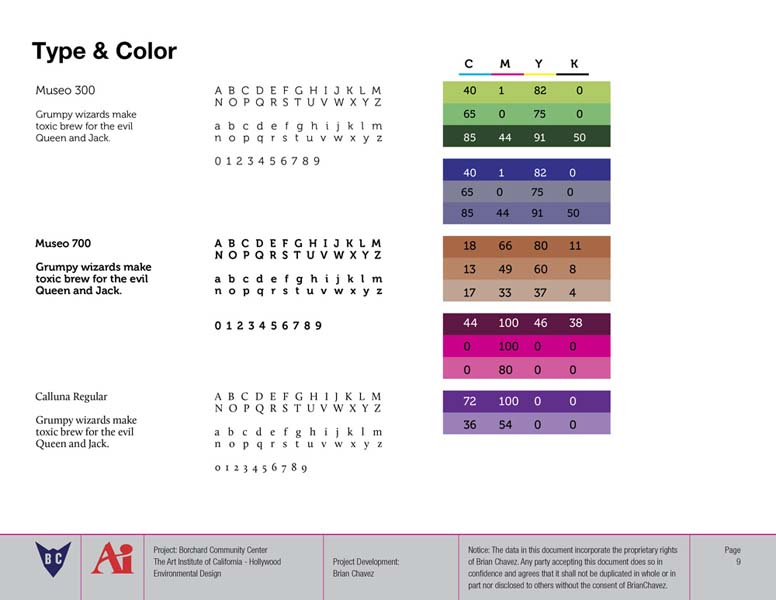 Type & Color
Museo 300
Grumpy wizards make
toxic brew for the evil
Queen and Jack.
A B C D E F G H I J K L M
N O P Q R S T U V W X Y Z
a b c d e f g h i j k l m
n o p q r s t u v w x y z
0 1 2 3 4 5 6 7 8 9
Museo 700
Grumpy wizards make
toxic brew for the evil
Queen and Jack.
A B C D E F G H I J K L M
N O P Q R S T U V W X Y Z
a b c d e f g h i j k l m
n o p q r s t u v w x y z
0 1 2 3 4 5 6 7 8 9
Calluna Regular
Grumpy wizards make
toxic brew for the evil
Queen and Jack.
A B C D E F G H I J K L M
N O P Q R S T U V W X Y Z
a b c d e f g h i j k l m
n o p q r s t u v w x y z
0 1 2 3 4 5 6 7 8 9
C M Y K
40 1 82 0
65 0 75 0
85 44 91 50
40 1 82 0
65 0 75 0
85 44 91 50
18 66 80 11
13 49 60 8
17 33 37 4
44 100 46 38
0 100 0 0
0 80 0 0
72 100 0 0
36 54 0 0
BC
Ai
Project: Borchard Community Center
The Art Institute of California - Hollywood
Environmental Design
Project Development:
Brian Chavez
Notice: The data in this document incorporate the proprietary rights
of Brian Chavez. Any party accepting this document does so in
confidence and agrees that it shall not be duplicated in whole or in
part nor disclosed to others without the consent of BrianChavez.
Page
9